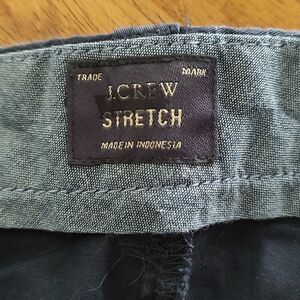 TRADE MARK
J.CREW
STRETCH
MADE IN INDONESIA